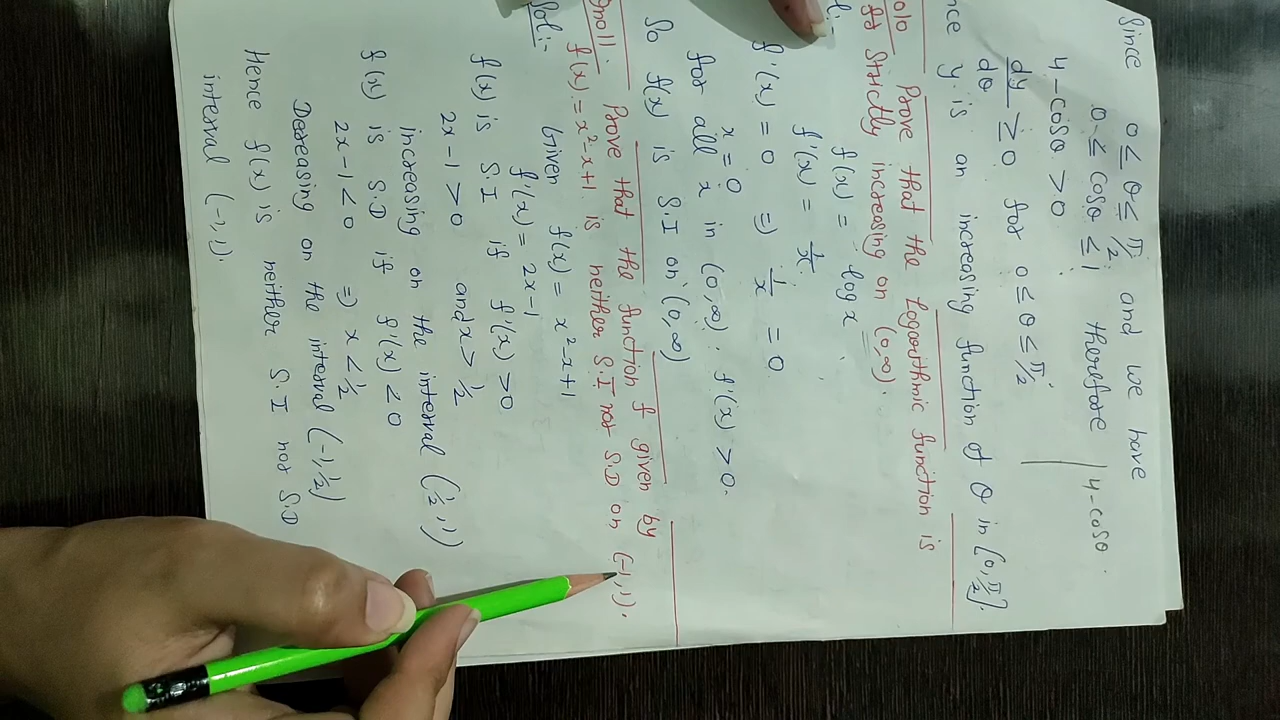 Since 0 ≤ θ ≤ π/2 and we have
0 ≤ cosθ ≤ 1 therefore | 4-cosθ.
4-cosθ > 0
dy/dθ ≥ 0 for 0 ≤ θ ≤ π/2.
nce y is an increasing function of θ in [0, π/2].
Prove that the Logarithmic function is
Strictly increasing on (0,∞).
f(x) = log x
f'(x) = 1/x.
f'(x) = 0 ⇒ 1/x = 0
x = 0
for all x in (0,∞). f'(x) > 0.
So f(x) is S.I on (0,∞)
Prove that the function f given by
f(x) = x²-x+1 is neither S.I nor S.D on (-1,1).
Sol:- Given f(x) = x²-x+1
f'(x) = 2x-1
f(x) is S.I if f'(x) > 0
2x-1 > 0 and x > 1/2
increasing on the interval (1/2,1)
f(x) is S.D if f'(x) < 0
2x-1 < 0 ⇒ x < 1/2
Decreasing on the interval (-1,1/2)
Hence f(x) is neither S.I nor S.D
interval (-1,1).